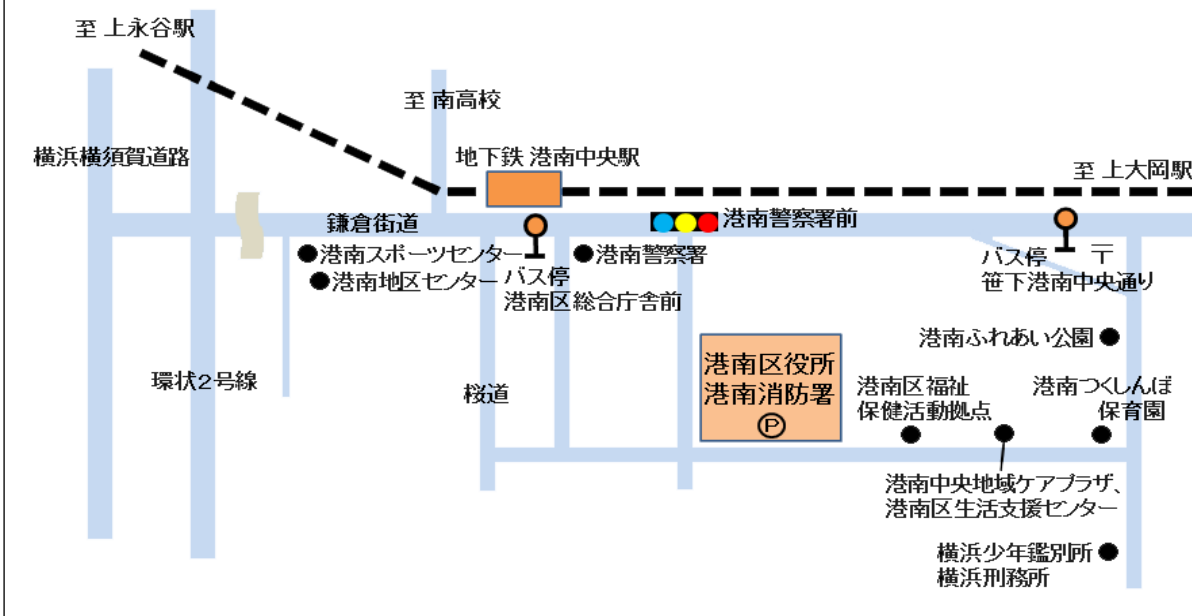 至 上永谷駅
至 南高校
横浜横須賀道路
地下鉄 港南中央駅
至 上大岡駅
鎌倉街道
港南警察署前
港南スポーツセンター
港南警察署
バス停
〒
港南地区センター
バス停
笹下港南中央通り
港南区総合庁舎前
港南ふれあい公園
港南区役所
環状2号線
港南区福祉
港南つくしんぼ
桜道
港南消防署
保健活動拠点
保育園
P
港南中央地域ケアプラザ、
港南区生活支援センター
横浜少年鑑別所
横浜刑務所